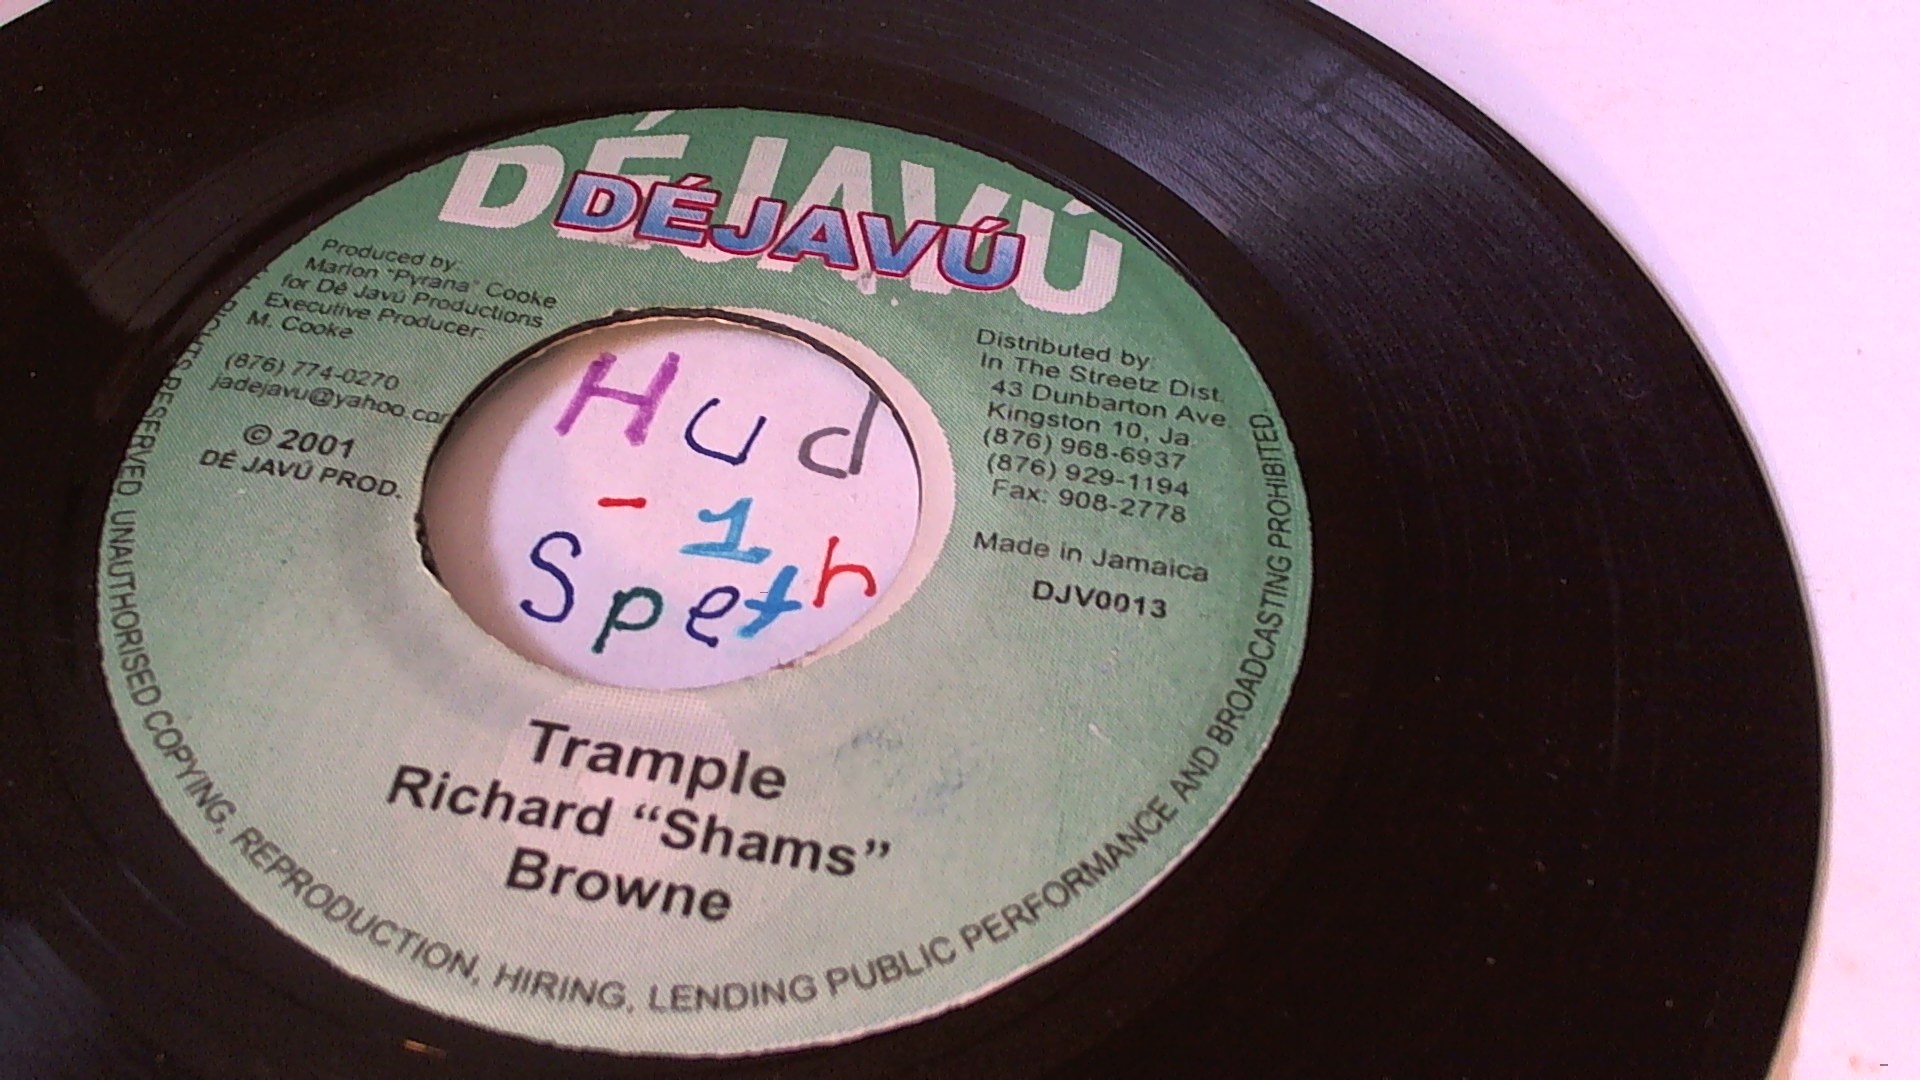 DÉJAVÚ
DÉJAVÚ
Produced by:
Marlon "Pyrana" Cooke
for Dé Javú Productions
Executive Producer:
M. Cooke
(876) 774-0270
jadejavu@yahoo.com
© 2001
DÉ JAVÚ PROD.
Hud
-1
Speth
Distributed by:
In The Streetz Dist.
43 Dunbarton Ave.
Kingston 10, Ja.
(876) 968-6937
(876) 929-1194
Fax: 908-2778
Made in Jamaica
DJV0013
Trample
Richard “Shams”
Browne
RIGHTS RESERVED. UNAUTHORISED COPYING, REPRODUCTION, HIRING, LENDING PUBLIC PERFORMANCE AND BROADCASTING PROHIBITED.